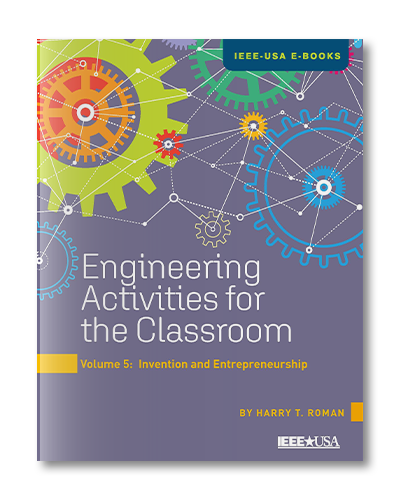 IEEE-USA E-BOOKS
Engineering
Activities for
the Classroom
Volume 5: Invention and Entrepreneurship
BY HARRY T. ROMAN
IEEE★USA